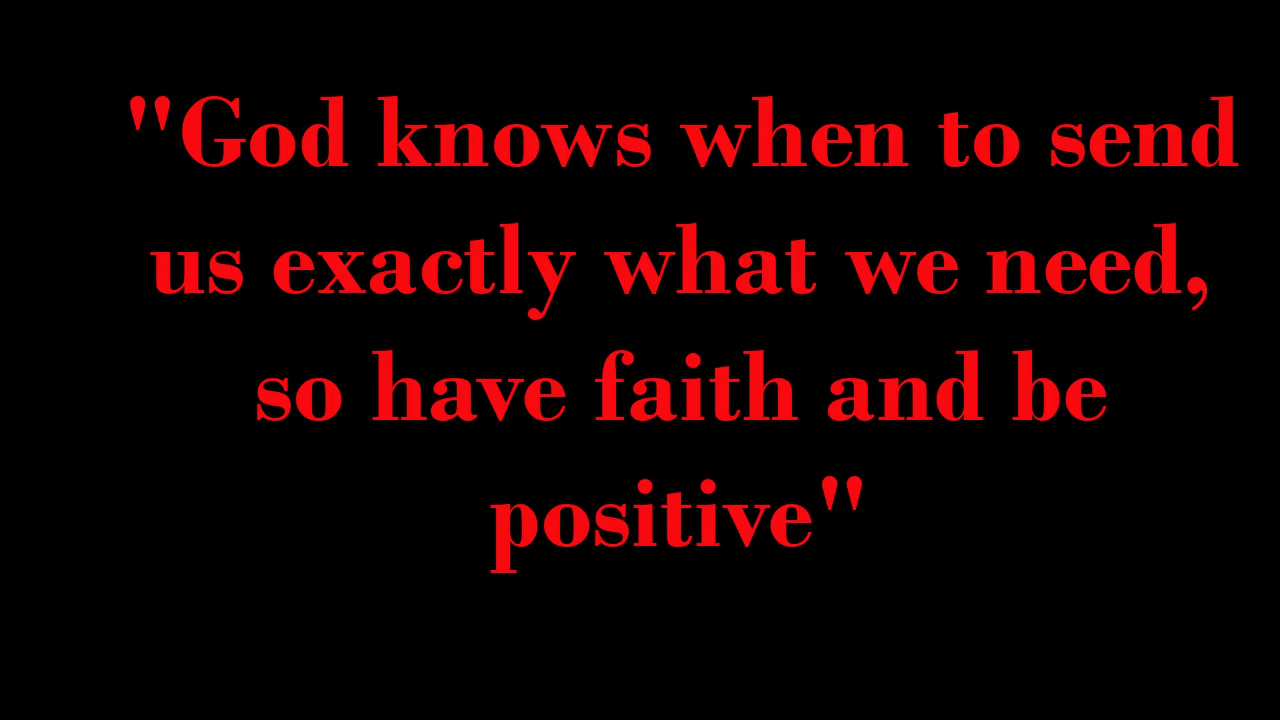 "God knows when to send
us exactly what we need,
so have faith and be
positive"